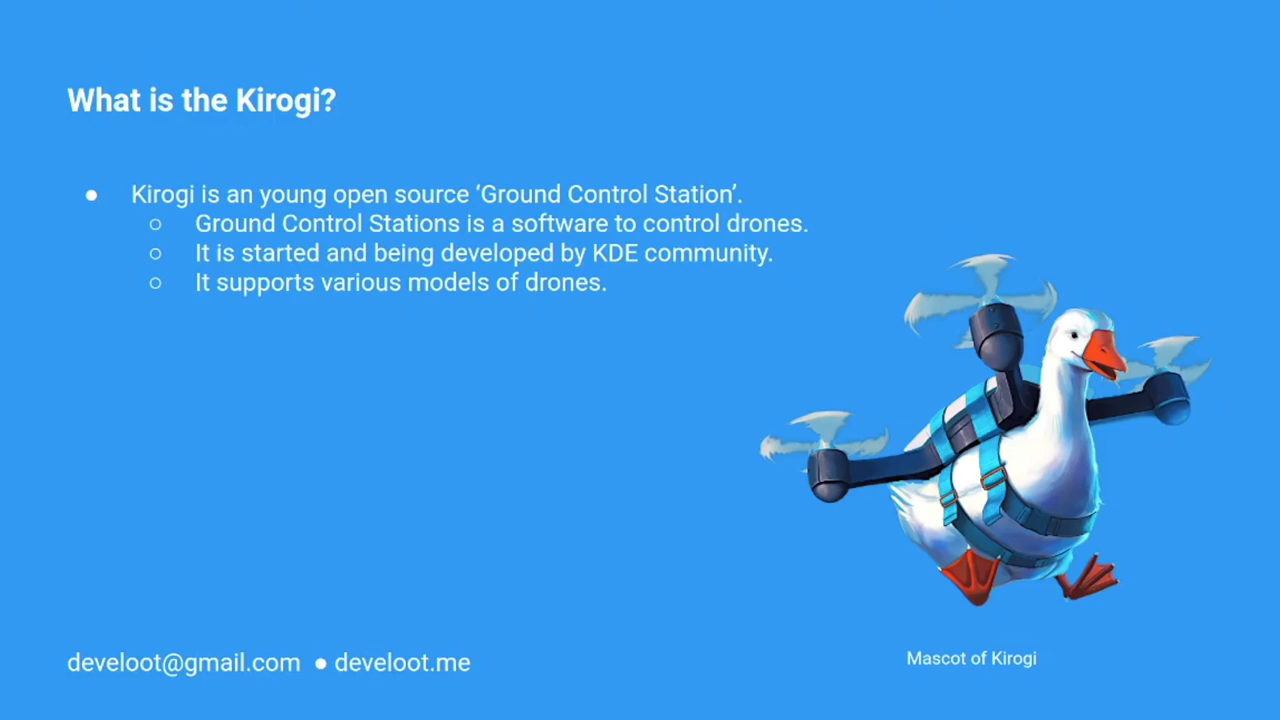 What is the Kirogi?
● Kirogi is an young open source ‘Ground Control Station’.
○ Ground Control Stations is a software to control drones.
○ It is started and being developed by KDE community.
○ It supports various models of drones.
develoot@gmail.com ● develoot.me
Mascot of Kirogi